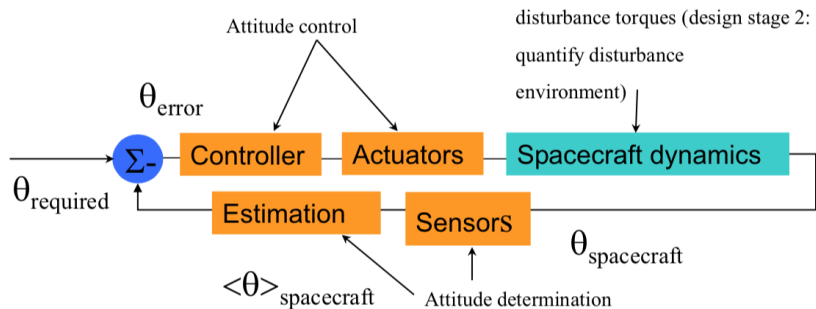 disturbance torques (design stage 2:
Attitude control
quantify disturbance
environment)
θerror
Σ-
Controller
Actuators
Spacecraft dynamics
θrequired
Estimation
Sensors
θspacecraft
<θ>spacecraft
Attitude determination